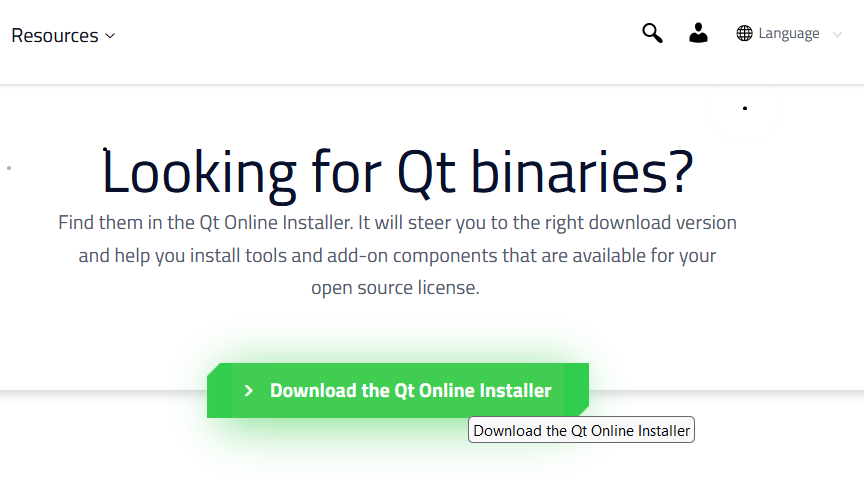 Resources
Language
Looking for Qt binaries?
Find them in the Qt Online Installer. It will steer you to the right download version
and help you install tools and add-on components that are available for your
open source license.
Download the Qt Online Installer
Download the Qt Online Installer